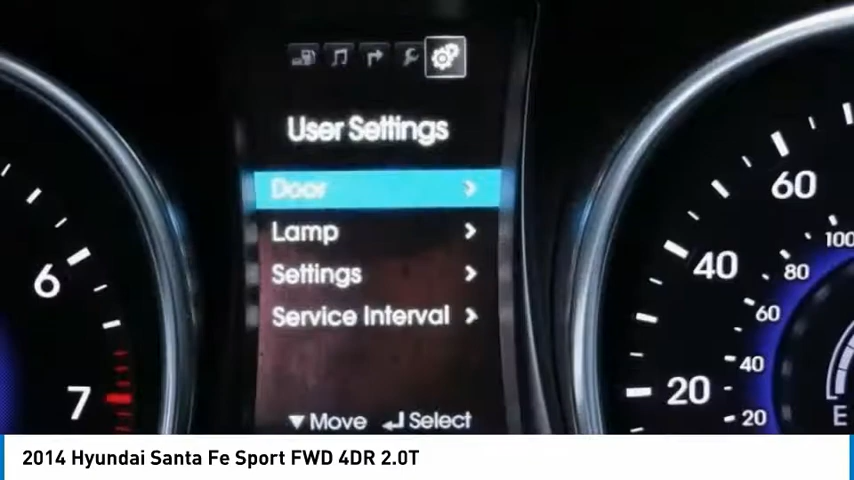 User Settings
Door
Lamp
Settings
Service Interval
Move Select
6
7
60
40
20
100
80
60
40
20
E
2014 Hyundai Santa Fe Sport FWD 4DR 2.0T